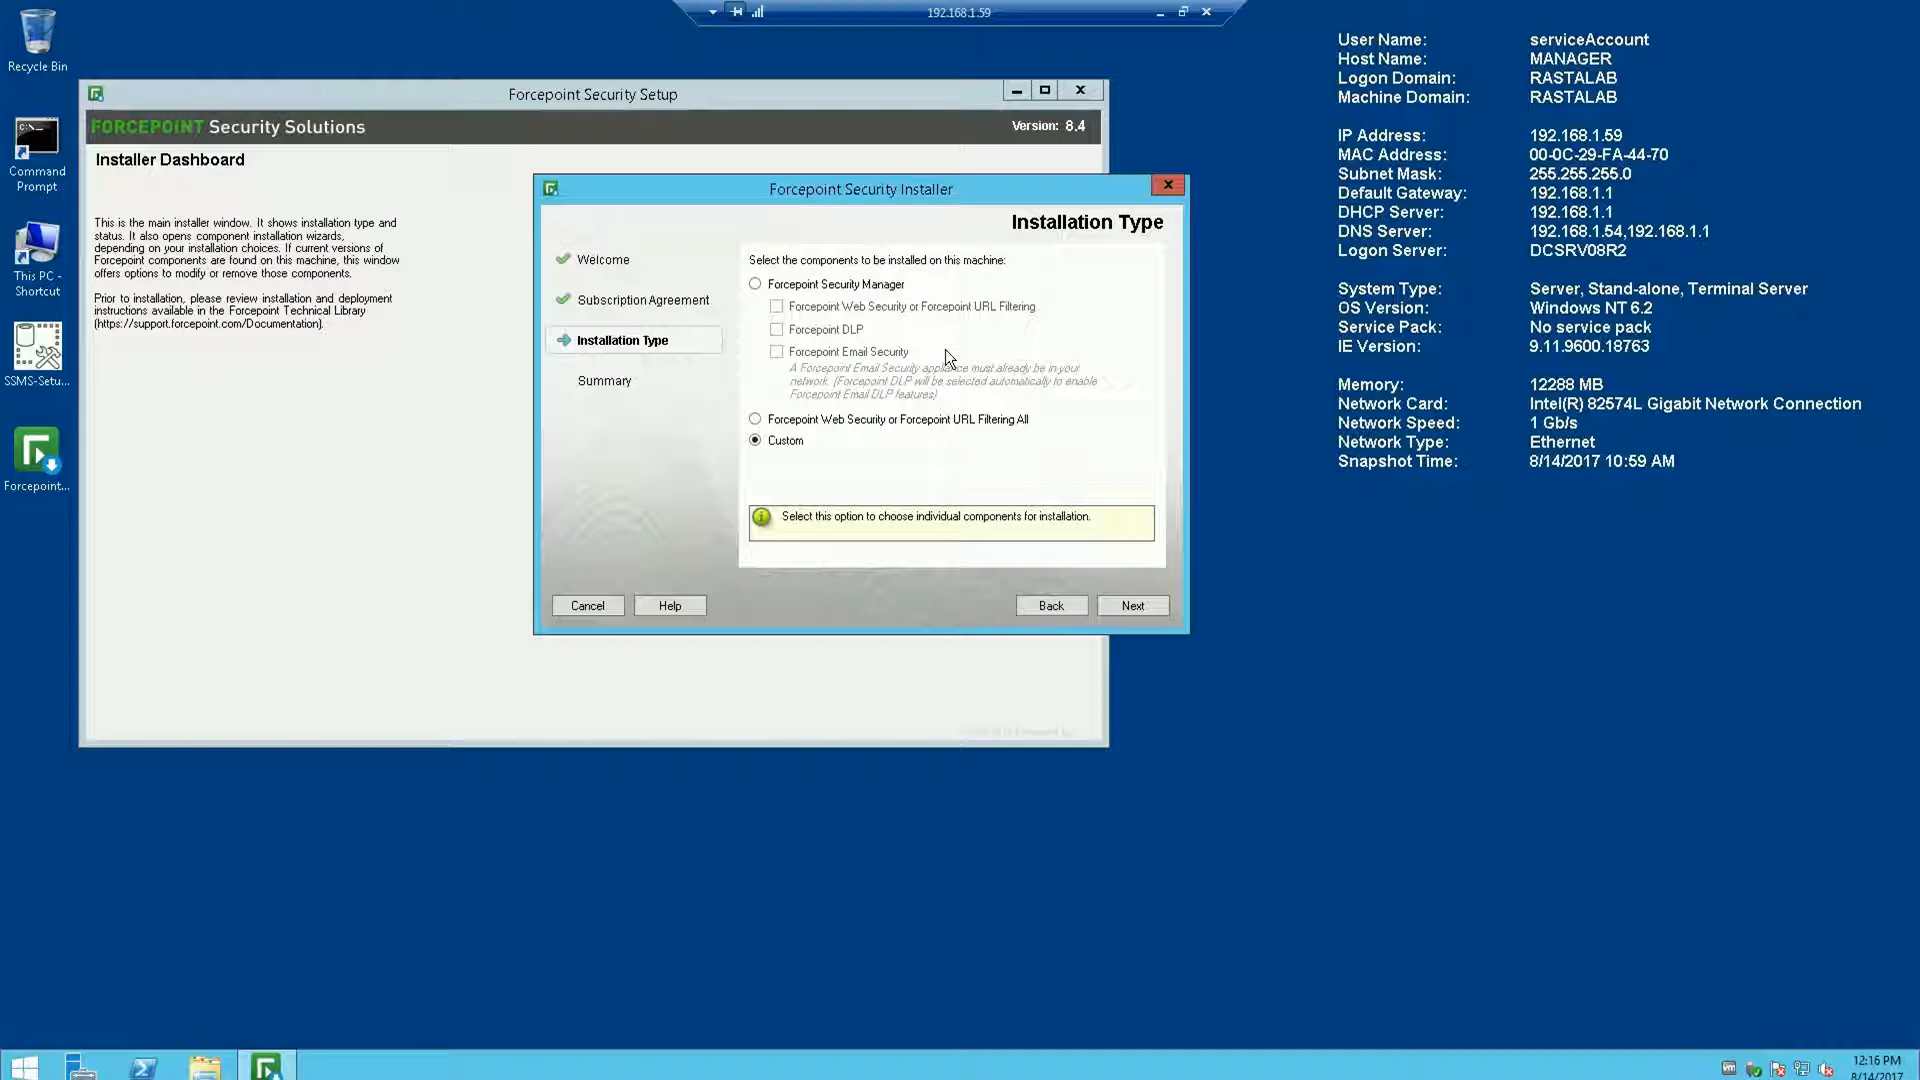 192.168.1.59
Recycle Bin
Command
Prompt
This PC -
Shortcut
SSMS-Setu...
Forcepoint...
Forcepoint Security Setup
FORCEPOINT Security Solutions
Version: 8.4
Installer Dashboard
This is the main installer window. It shows installation type and
status. It also opens component installation wizards,
depending on your installation choices. If current versions of
Forcepoint components are found on this machine, this window
offers options to modify or remove those components.
Prior to installation, please review installation and deployment
instructions available in the Forcepoint Technical Library
(https://support.forcepoint.com/Documentation).
Forcepoint Security Installer
Installation Type
Welcome
Subscription Agreement
Installation Type
Summary
Select the components to be installed on this machine:
Forcepoint Security Manager
Forcepoint Web Security or Forcepoint URL Filtering
Forcepoint DLP
Forcepoint Email Security
A Forcepoint Email Security appliance must already be in your
network. (Forcepoint DLP will be selected automatically to enable
Forcepoint Email DLP features)
Forcepoint Web Security or Forcepoint URL Filtering All
Custom
Select this option to choose individual components for installation.
Cancel
Help
Back
Next
User Name: serviceAccount
Host Name: MANAGER
Logon Domain: RASTALAB
Machine Domain: RASTALAB
IP Address: 192.168.1.59
MAC Address: 00-0C-29-FA-44-70
Subnet Mask: 255.255.255.0
Default Gateway: 192.168.1.1
DHCP Server: 192.168.1.1
DNS Server: 192.168.1.54,192.168.1.1
Logon Server: DCSRV08R2
System Type: Server, Stand-alone, Terminal Server
OS Version: Windows NT 6.2
Service Pack: No service pack
IE Version: 9.11.9600.18763
Memory: 12288 MB
Network Card: Intel(R) 82574L Gigabit Network Connection
Network Speed: 1 Gb/s
Network Type: Ethernet
Snapshot Time: 8/14/2017 10:59 AM
12:16 PM
8/14/2017